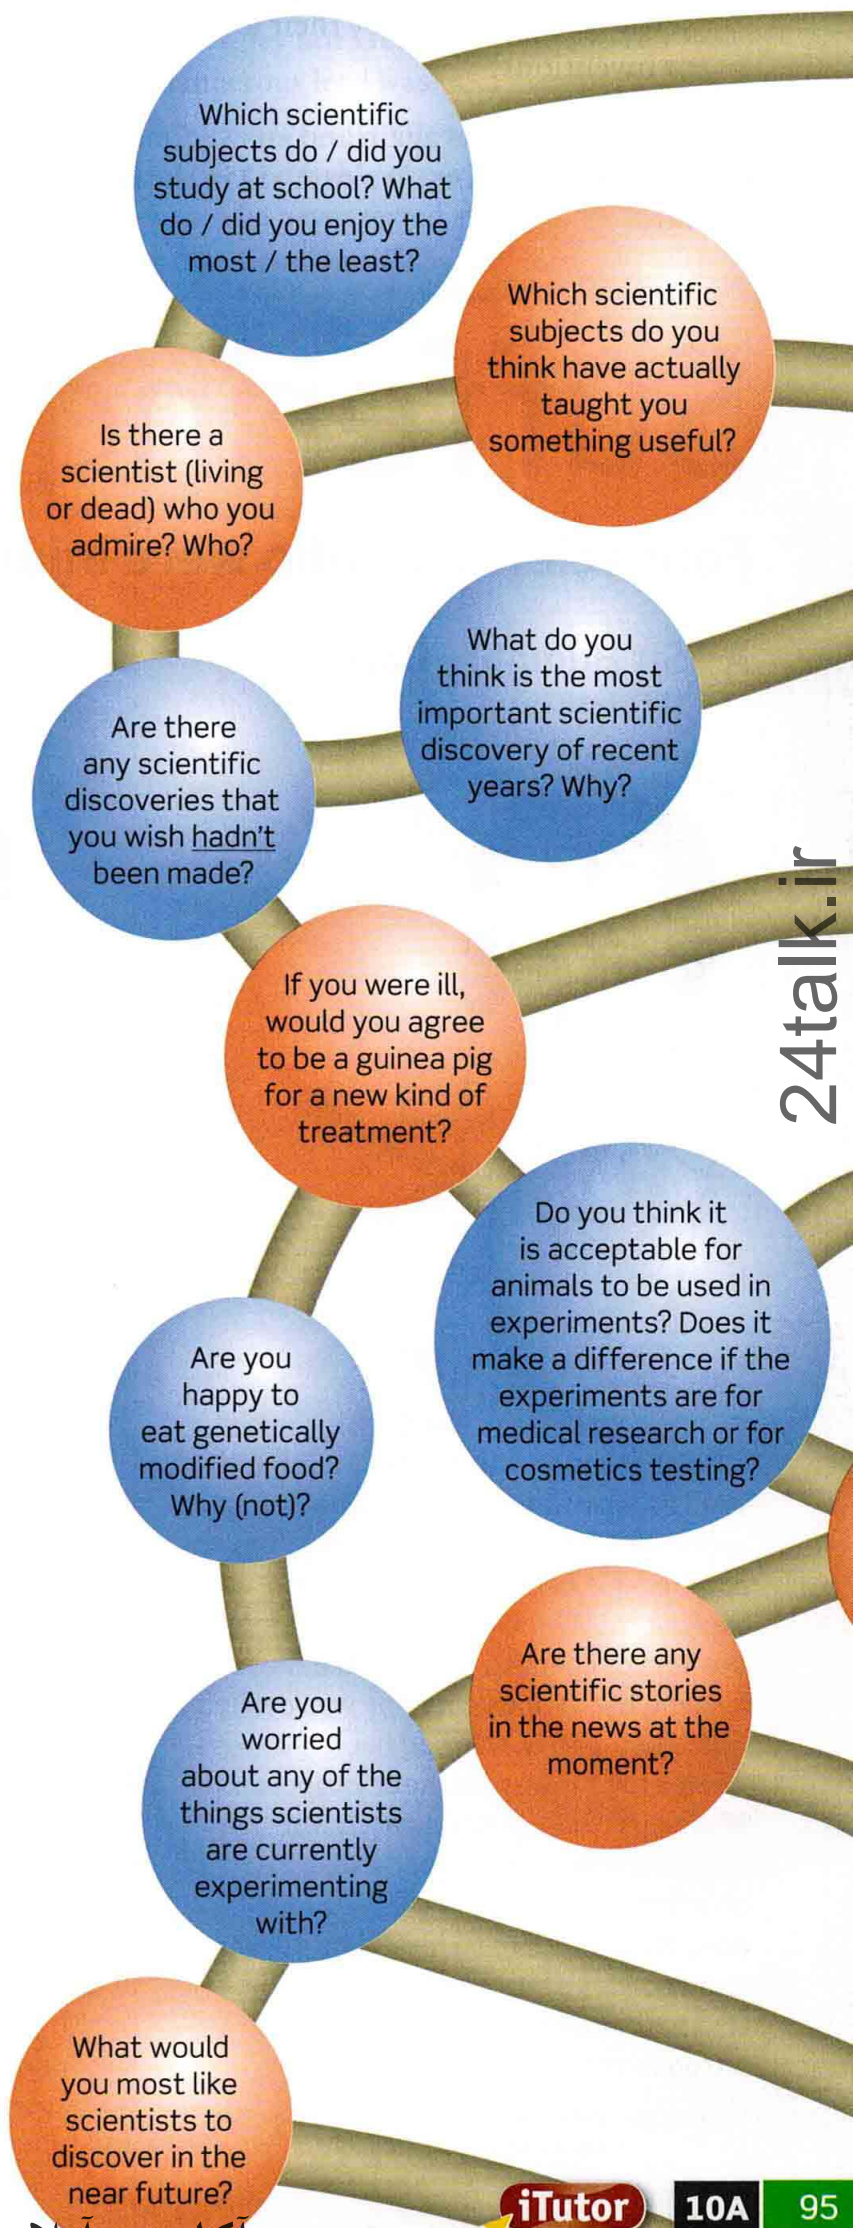 Which scientific
subjects do / did you
study at school? What
do / did you enjoy the
most / the least?
Which scientific
subjects do you
think have actually
taught you
something useful?
Is there a
scientist (living
or dead) who you
admire? Who?
What do you
think is the most
important scientific
discovery of recent
years? Why?
Are there
any scientific
discoveries that
you wish hadn't
been made?
24talk.ir
If you were ill,
would you agree
to be a guinea pig
for a new kind of
treatment?
Do you think it
is acceptable for
animals to be used in
experiments? Does it
make a difference if the
experiments are for
medical research or for
cosmetics testing?
Are you
happy to
eat genetically
modified food?
Why (not)?
Are there any
scientific stories
in the news at the
moment?
Are you
worried
about any of the
things scientists
are currently
experimenting
with?
What would
you most like
scientists to
discover in the
near future?
iTutor
10A
95